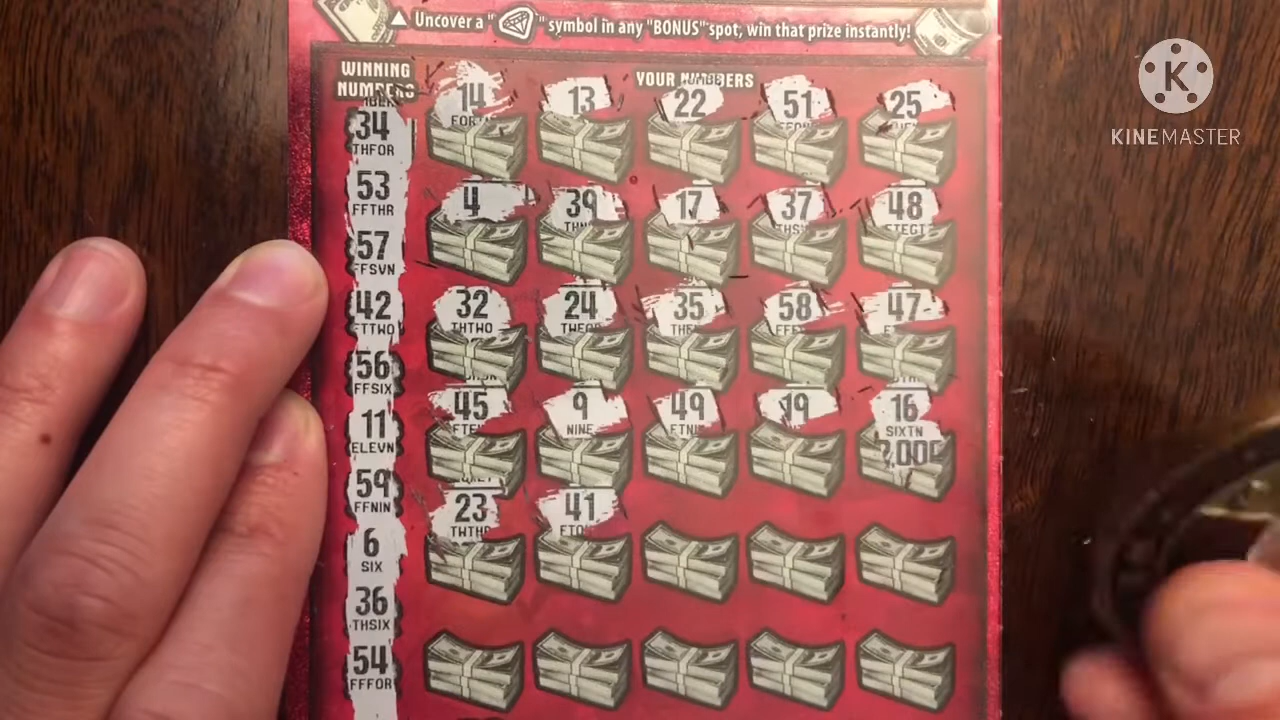 Uncover a " " symbol in any "BONUS" spot, win that prize instantly!
WINNING NUMBERS
YOUR NUMBERS
KINEMASTER
14 13 22 51 25
34
THFOR
4 39 17 37 48
53
FFTHR
57
FFSVN
32 24 35 58 47
THTWO
42
FTTWO
56
FFSIX
45 9 49 19 16
NINE SIXTN
11
ELEVN
59
FFNIN
23 41
6
SIX
36
THSIX
54
FFFOR